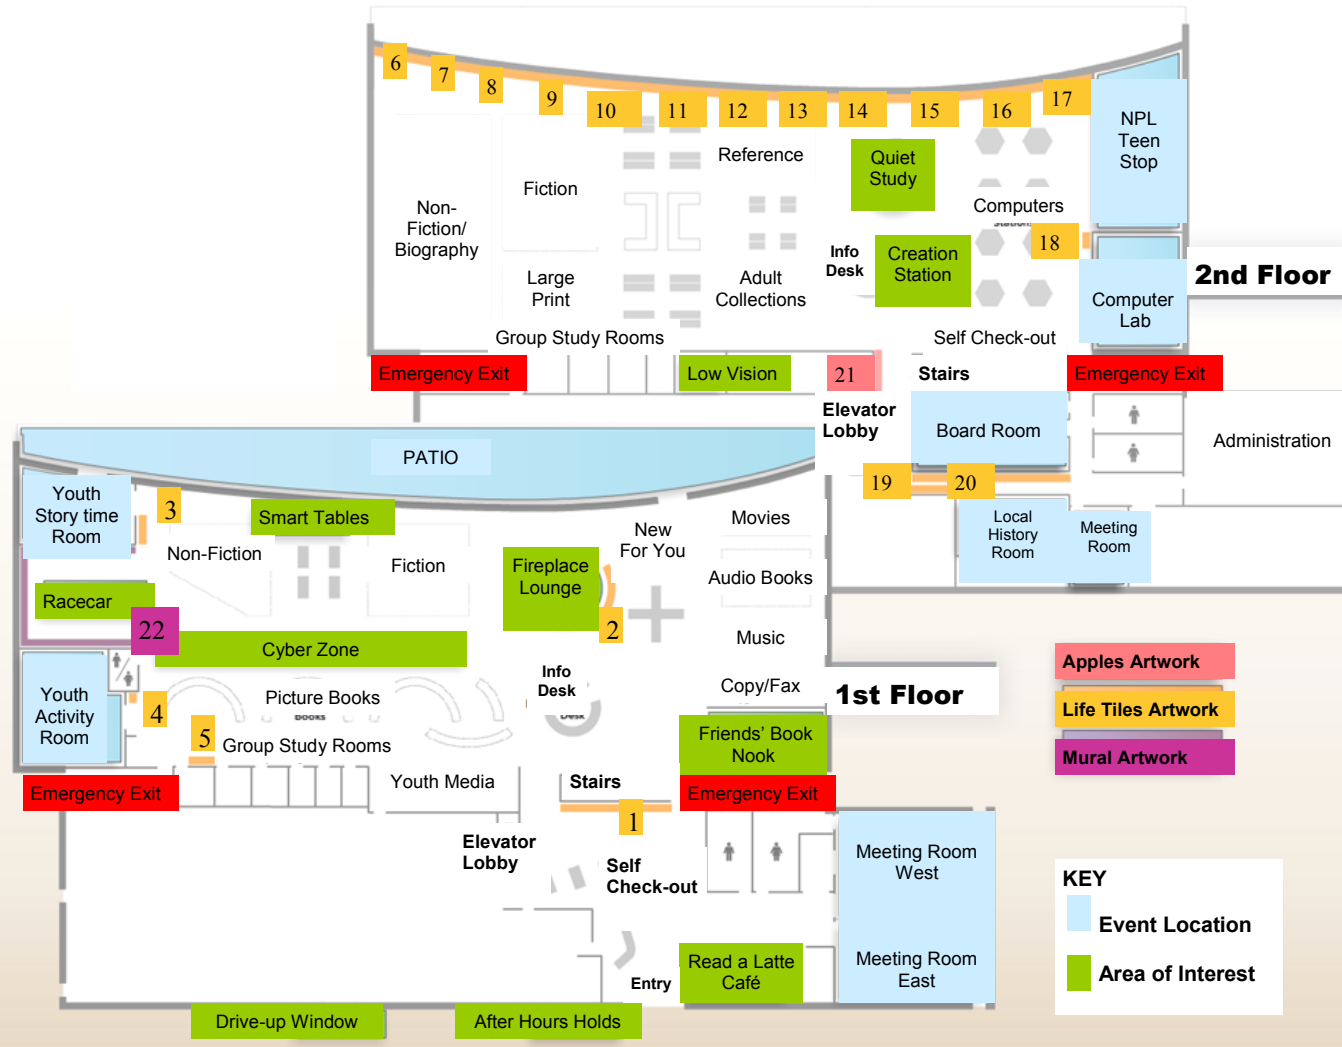 6
7
8
9
10
11
12
13
14
15
16
17
NPL
Teen
Stop
Reference
Quiet
Study
Fiction
Non-
Fiction/
Biography
Computers
18
Info
Desk
Creation
Station
2nd Floor
Large
Print
Adult
Collections
Computer
Lab
Group Study Rooms
Self Check-out
Emergency Exit
Low Vision
21
Stairs
Emergency Exit
Elevator
Lobby
Board Room
Administration
19
20
Local
History
Room
Meeting
Room
PATIO
Youth
Story time
Room
3
Smart Tables
New
For You
Movies
Non-Fiction
Fiction
Fireplace
Lounge
Audio Books
Racecar
22
2
Music
Cyber Zone
Info
Desk
Desk
Copy/Fax
1st Floor
Youth
Activity
Room
4
Picture Books
Books
5
Group Study Rooms
Friends' Book
Nook
Youth Media
Stairs
Emergency Exit
Emergency Exit
1
Elevator
Lobby
Self
Check-out
Meeting Room
West
Meeting Room
East
Entry
Read a Latte
Café
Drive-up Window
After Hours Holds
Apples Artwork
Life Tiles Artwork
Mural Artwork
KEY
Event Location
Area of Interest